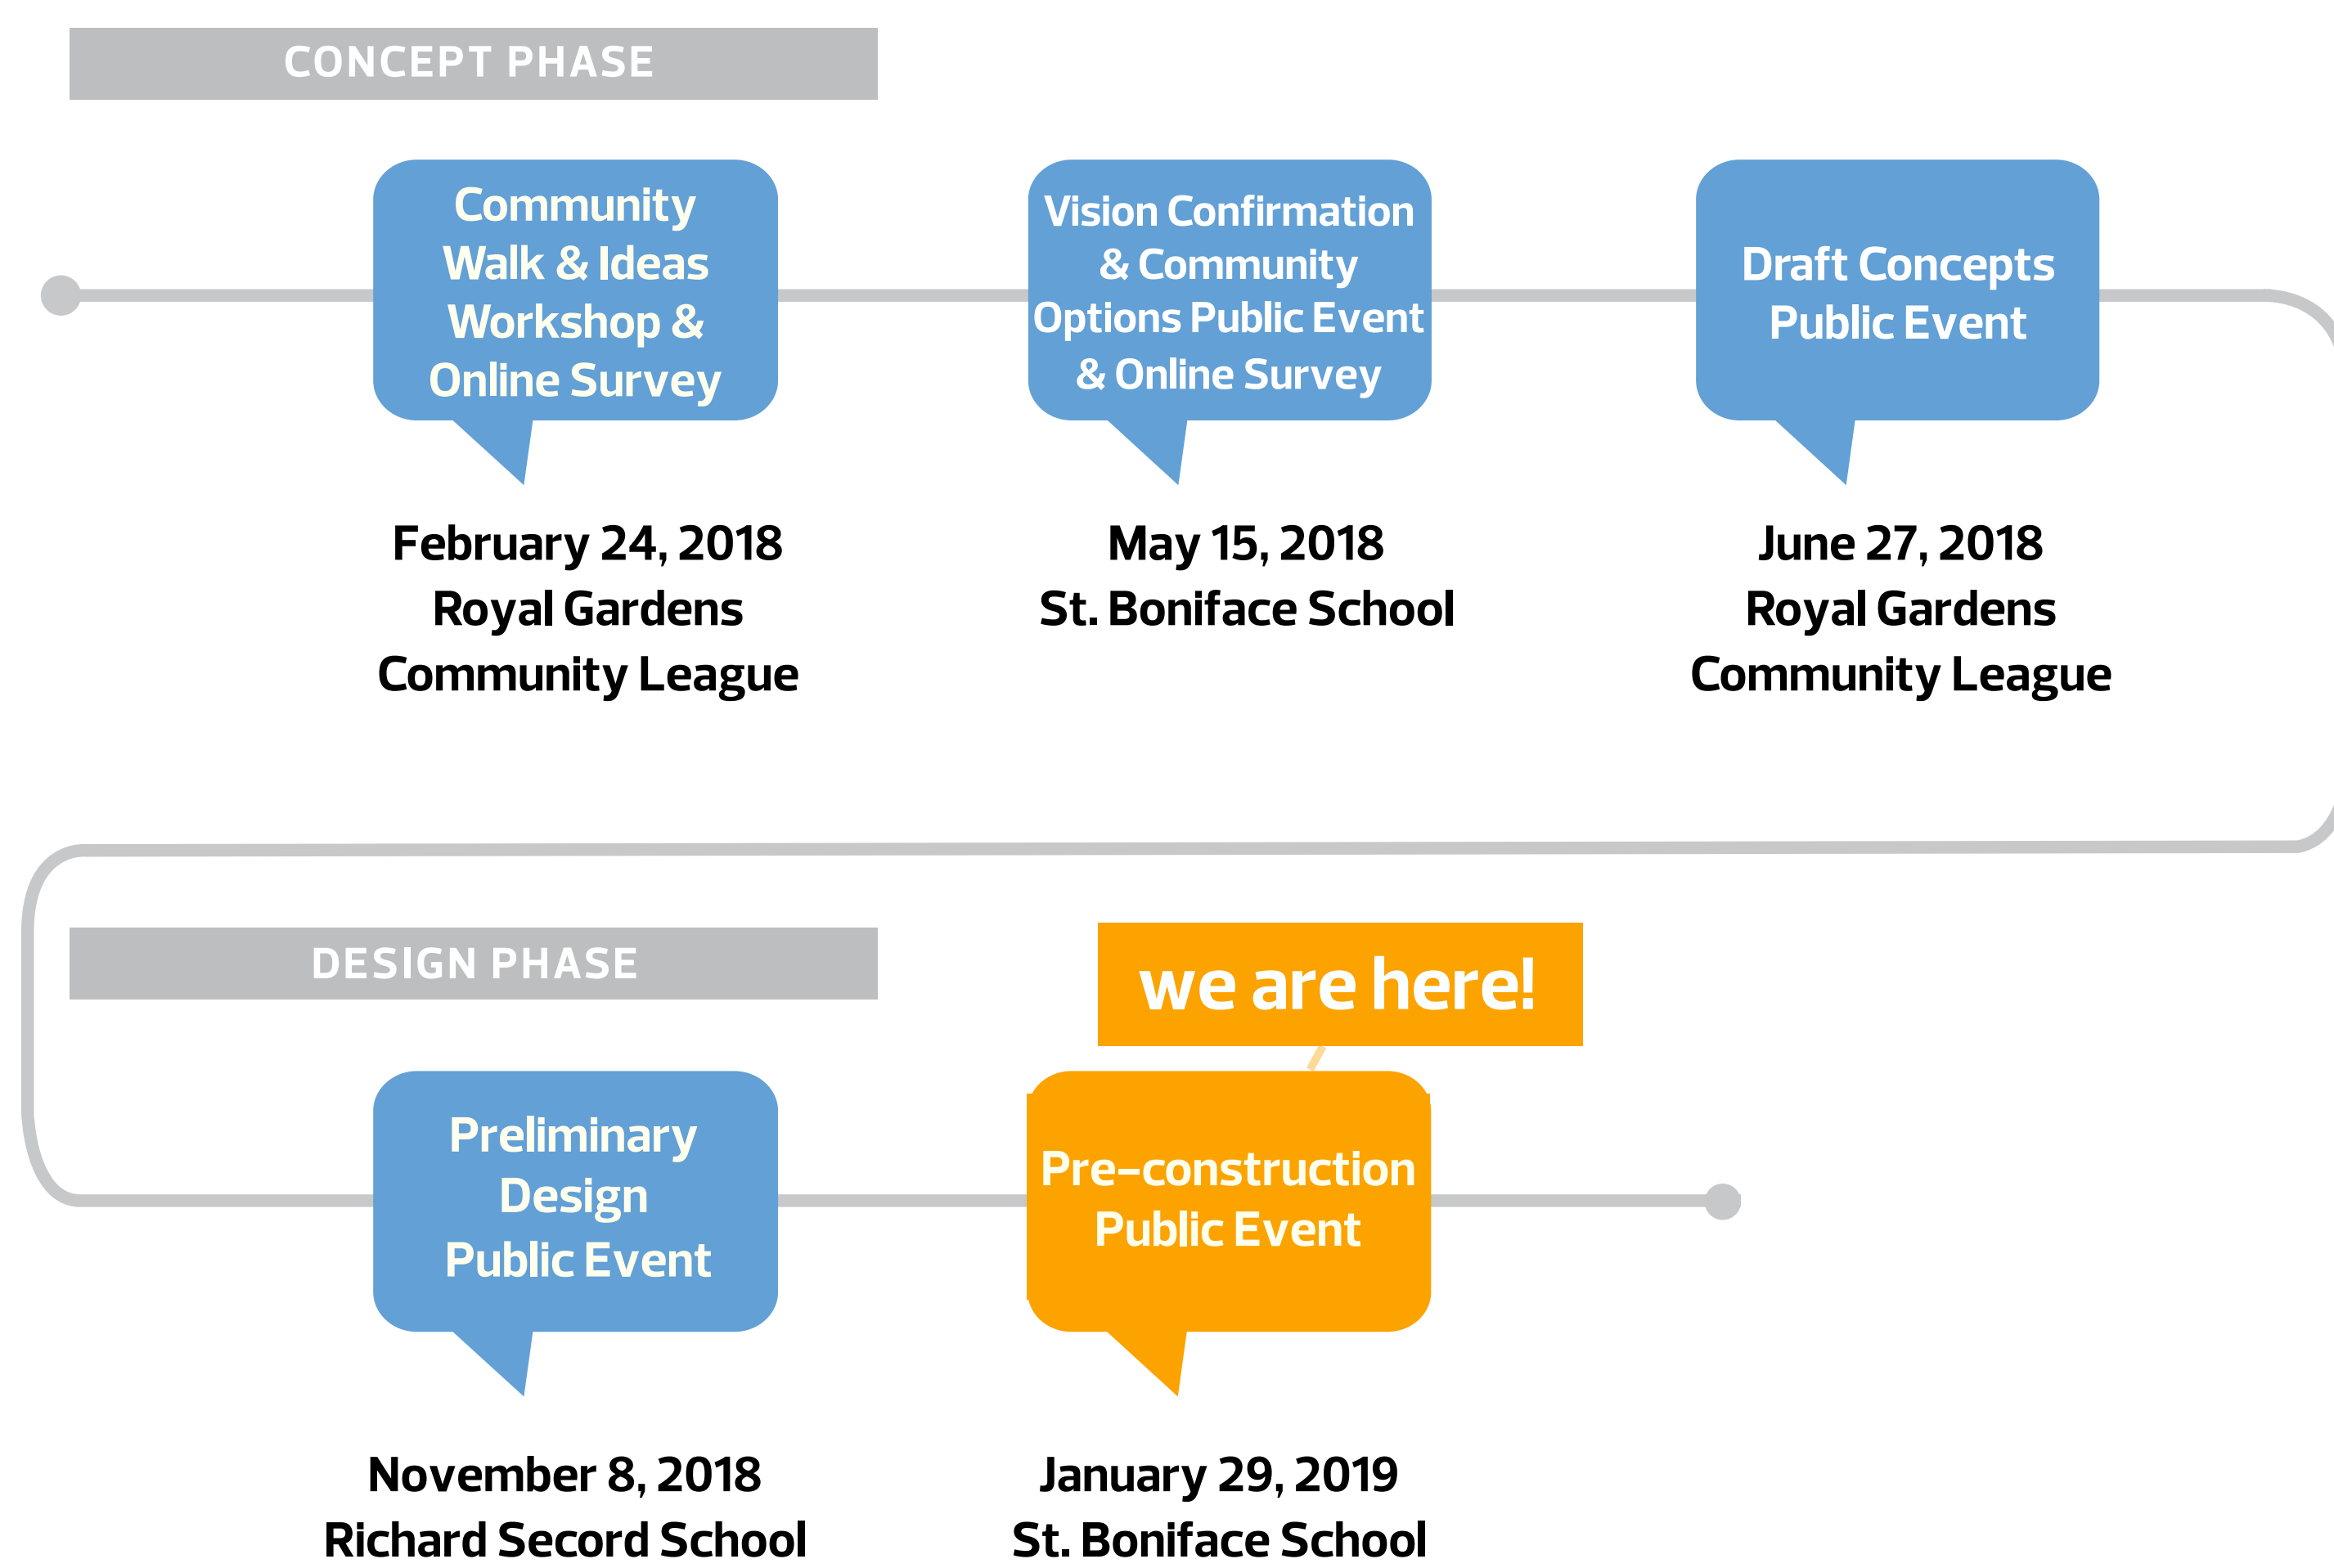 CONCEPT PHASE
Community
Walk & Ideas
Workshop &
Online Survey
February 24, 2018
Royal Gardens
Community League
Vision Confirmation
& Community
Options Public Event
& Online Survey
May 15, 2018
St. Boniface School
Draft Concepts
Public Event
June 27, 2018
Royal Gardens
Community League
DESIGN PHASE
Preliminary
Design
Public Event
November 8, 2018
Richard Secord School
we are here!
Pre–construction
Public Event
January 29, 2019
St. Boniface School